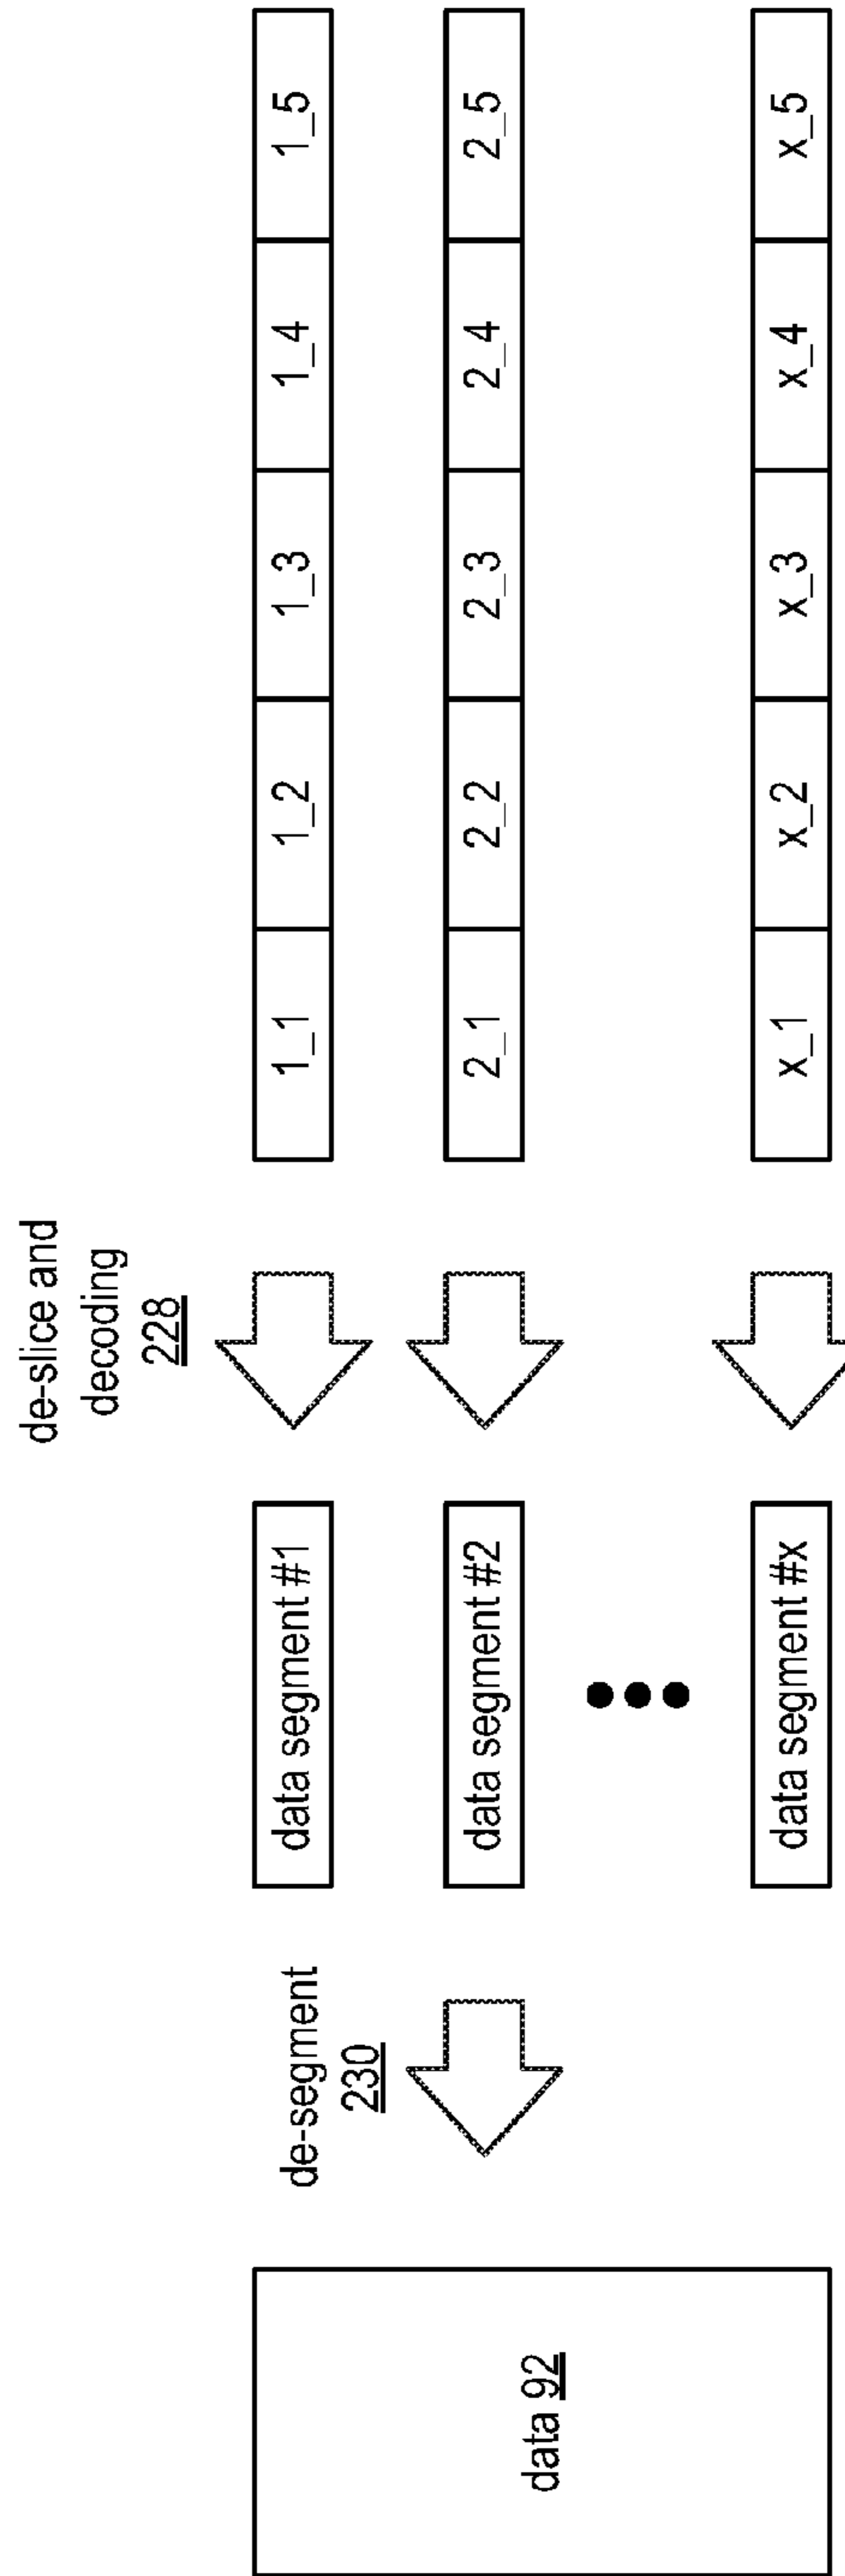 de-slice and
decoding
228
1_1
1_2
1_3
1_4
1_5
data segment #1
de-segment
230
2_1
2_2
2_3
2_4
2_5
data segment #2
data 92
x_1
x_2
x_3
x_4
x_5
data segment #x